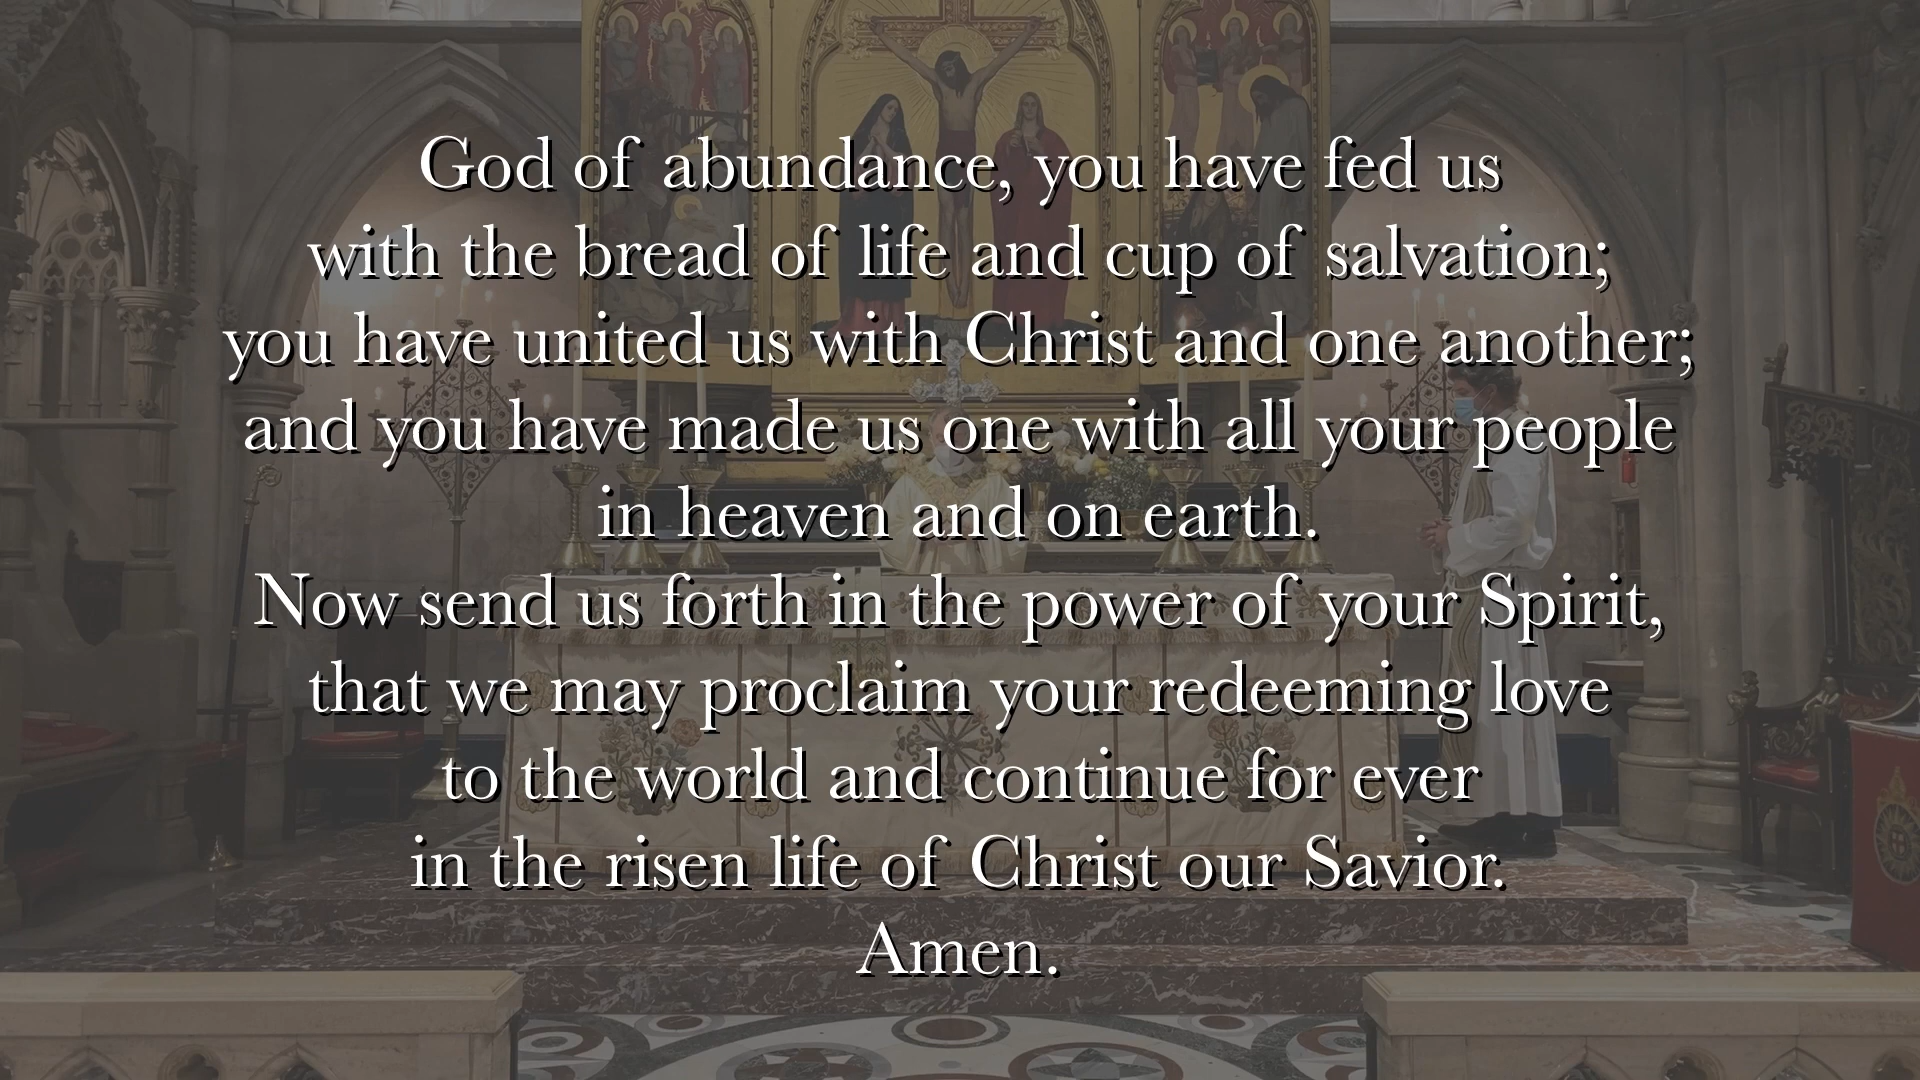 God of abundance, you have fed us
with the bread of life and cup of salvation;
you have united us with Christ and one another;
and you have made us one with all your people
in heaven and on earth.
Now send us forth in the power of your Spirit,
that we may proclaim your redeeming love
to the world and continue for ever
in the risen life of Christ our Savior.
Amen.